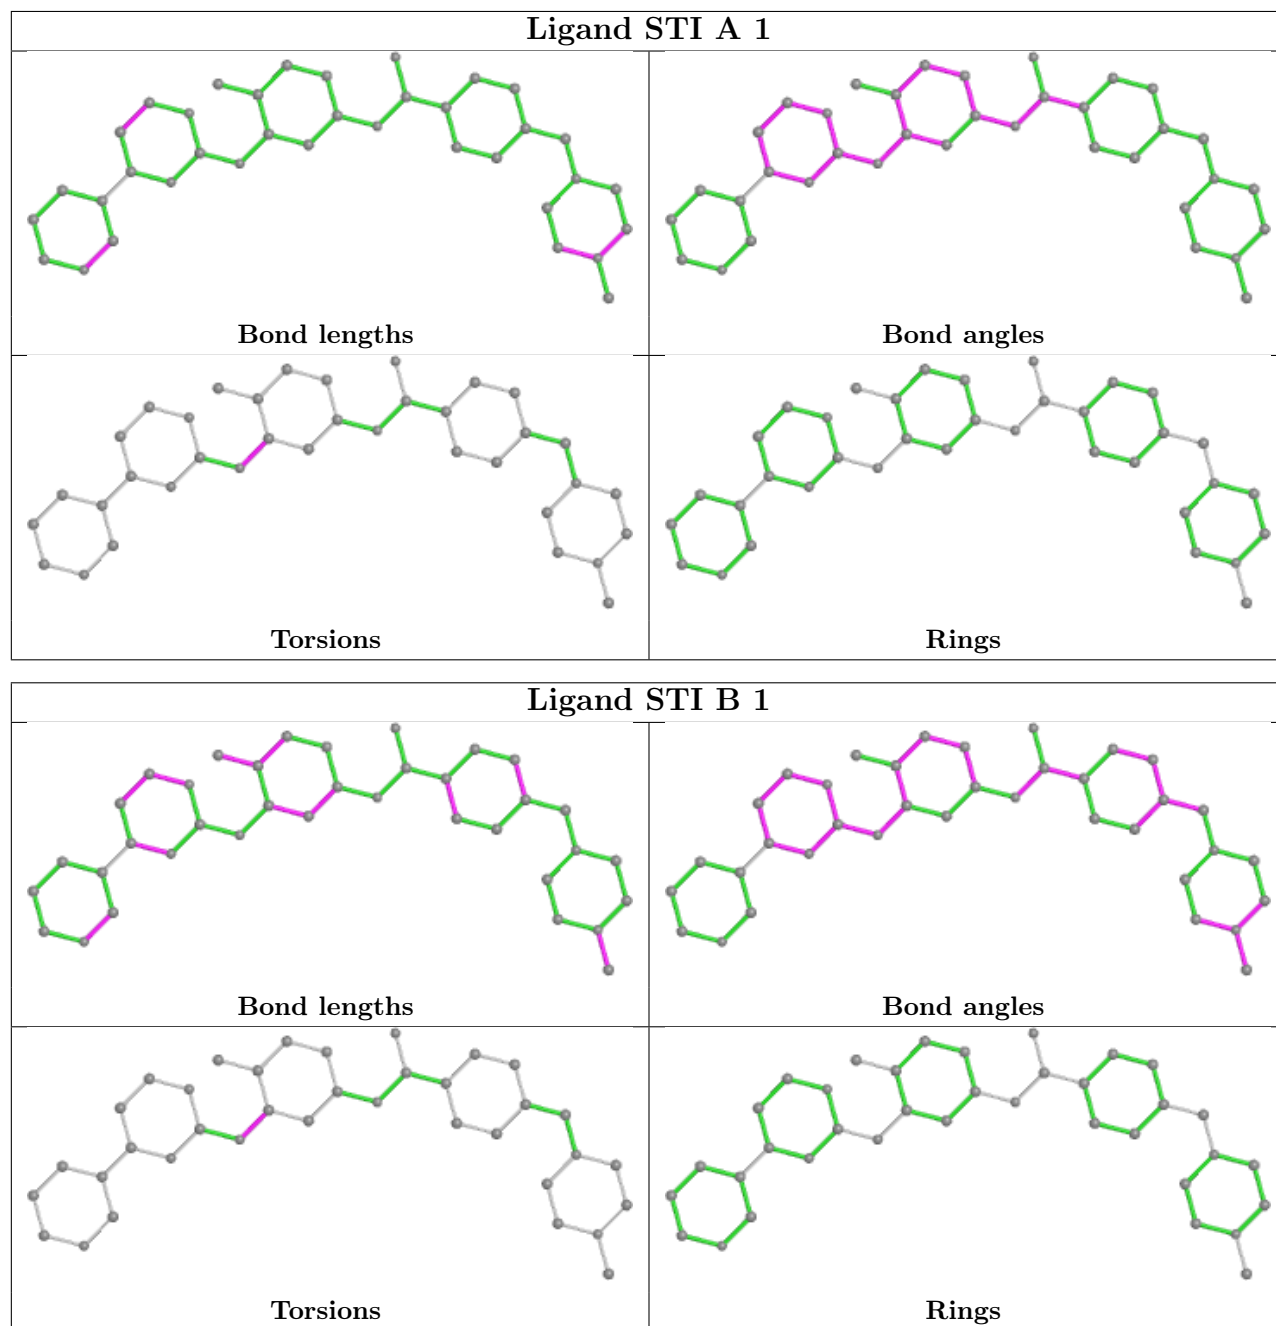 Ligand STI A 1
Bond lengths
Bond angles
Torsions
Rings
Ligand STI B 1
Bond lengths
Bond angles
Torsions
Rings